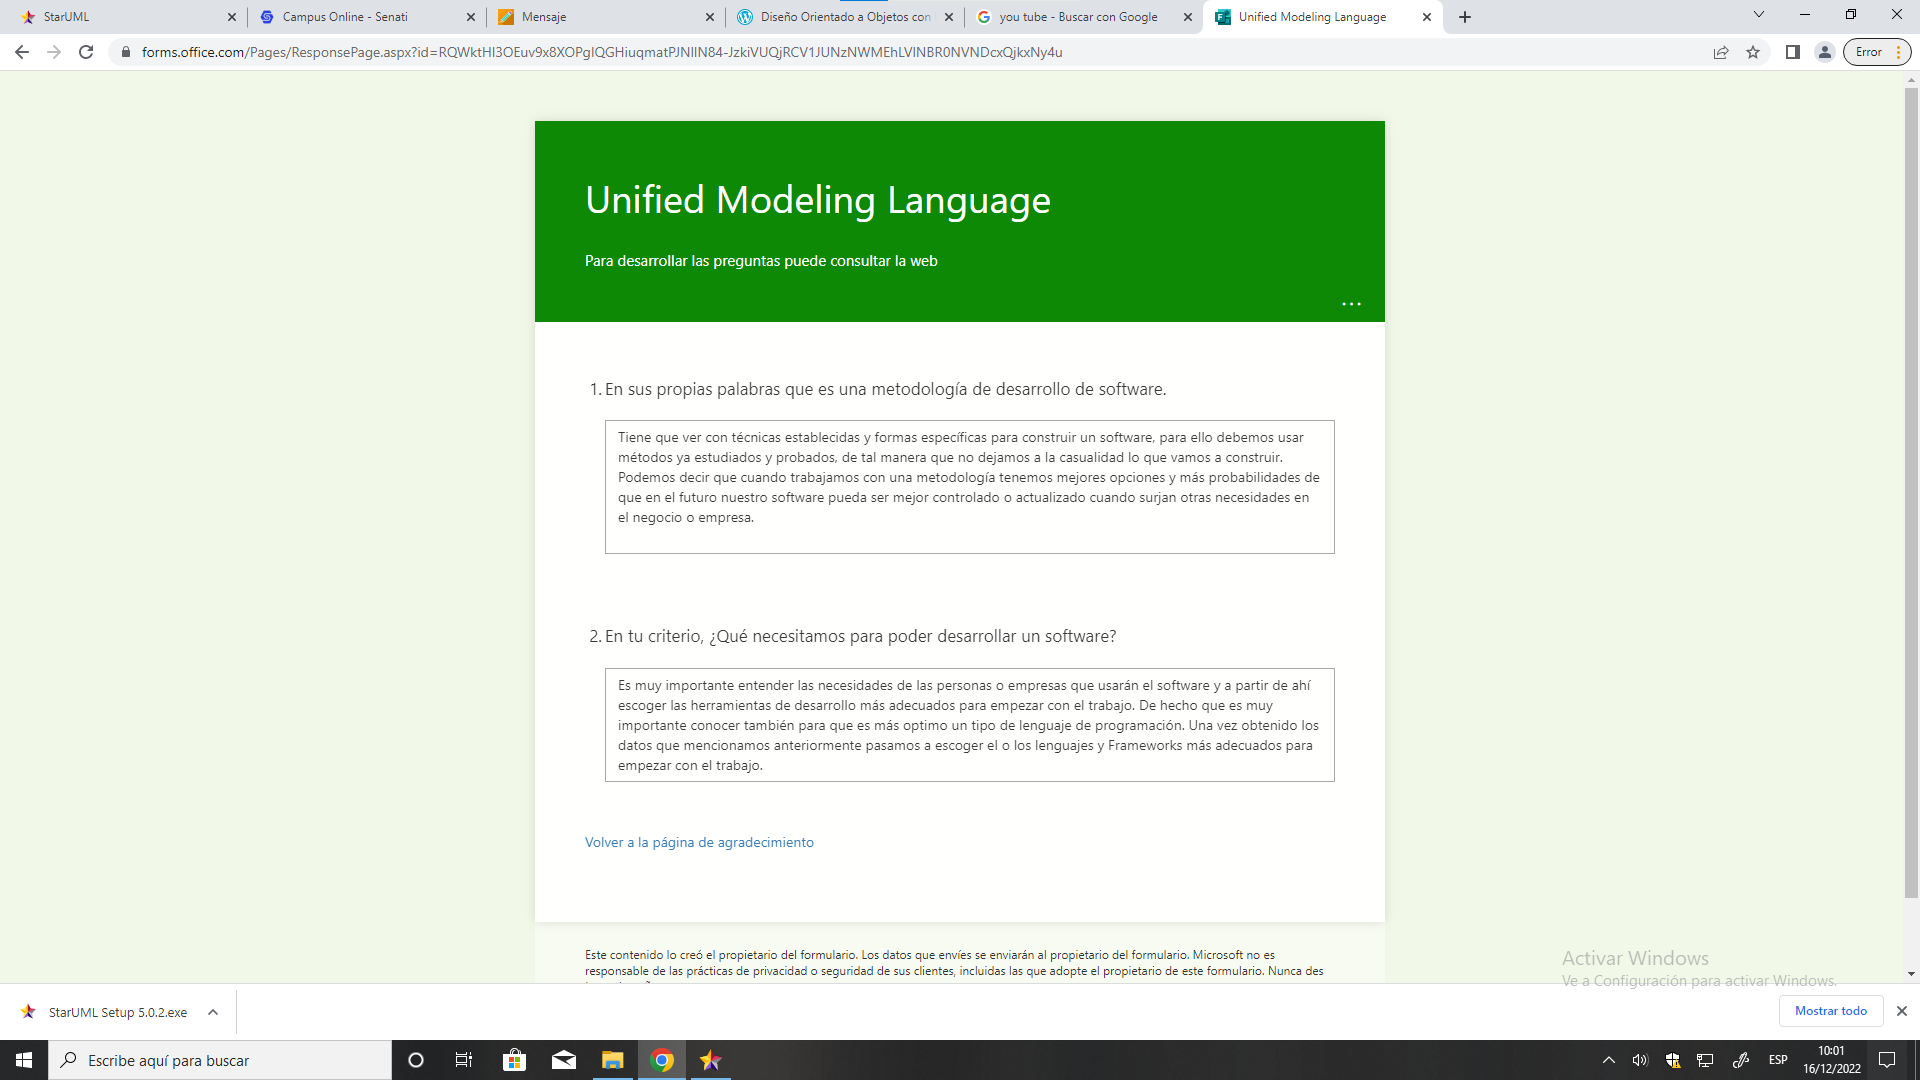 StarUML
Campus Online - Senati
Mensaje
Diseño Orientado a Objetos con
you tube - Buscar con Google
Unified Modeling Language
forms.office.com/Pages/ResponsePage.aspx?id=RQWktHI3OEuv9x8XOPgIQGHiuqmatPJNlIN84-JzkiVUQjRCV1JUNzNWMEhLVlNBR0NVNDcxQjkxNy4u
Error
Unified Modeling Language
Para desarrollar las preguntas puede consultar la web
1. En sus propias palabras que es una metodología de desarrollo de software.
Tiene que ver con técnicas establecidas y formas específicas para construir un software, para ello debemos usar
métodos ya estudiados y probados, de tal manera que no dejamos a la casualidad lo que vamos a construir.
Podemos decir que cuando trabajamos con una metodología tenemos mejores opciones y más probabilidades de
que en el futuro nuestro software pueda ser mejor controlado o actualizado cuando surjan otras necesidades en
el negocio o empresa.
2. En tu criterio, ¿Qué necesitamos para poder desarrollar un software?
Es muy importante entender las necesidades de las personas o empresas que usarán el software y a partir de ahí
escoger las herramientas de desarrollo más adecuados para empezar con el trabajo. De hecho que es muy
importante conocer también para que es más optimo un tipo de lenguaje de programación. Una vez obtenido los
datos que mencionamos anteriormente pasamos a escoger el o los lenguajes y Frameworks más adecuados para
empezar con el trabajo.
Volver a la página de agradecimiento
Este contenido lo creó el propietario del formulario. Los datos que envíes se enviarán al propietario del formulario. Microsoft no es
responsable de las prácticas de privacidad o seguridad de sus clientes, incluidas las que adopte el propietario de este formulario. Nunca des
Activar Windows
Ve a Configuración para activar Windows.
StarUML Setup 5.0.2.exe
Mostrar todo
Escribe aquí para buscar
ESP
10:01
16/12/2022